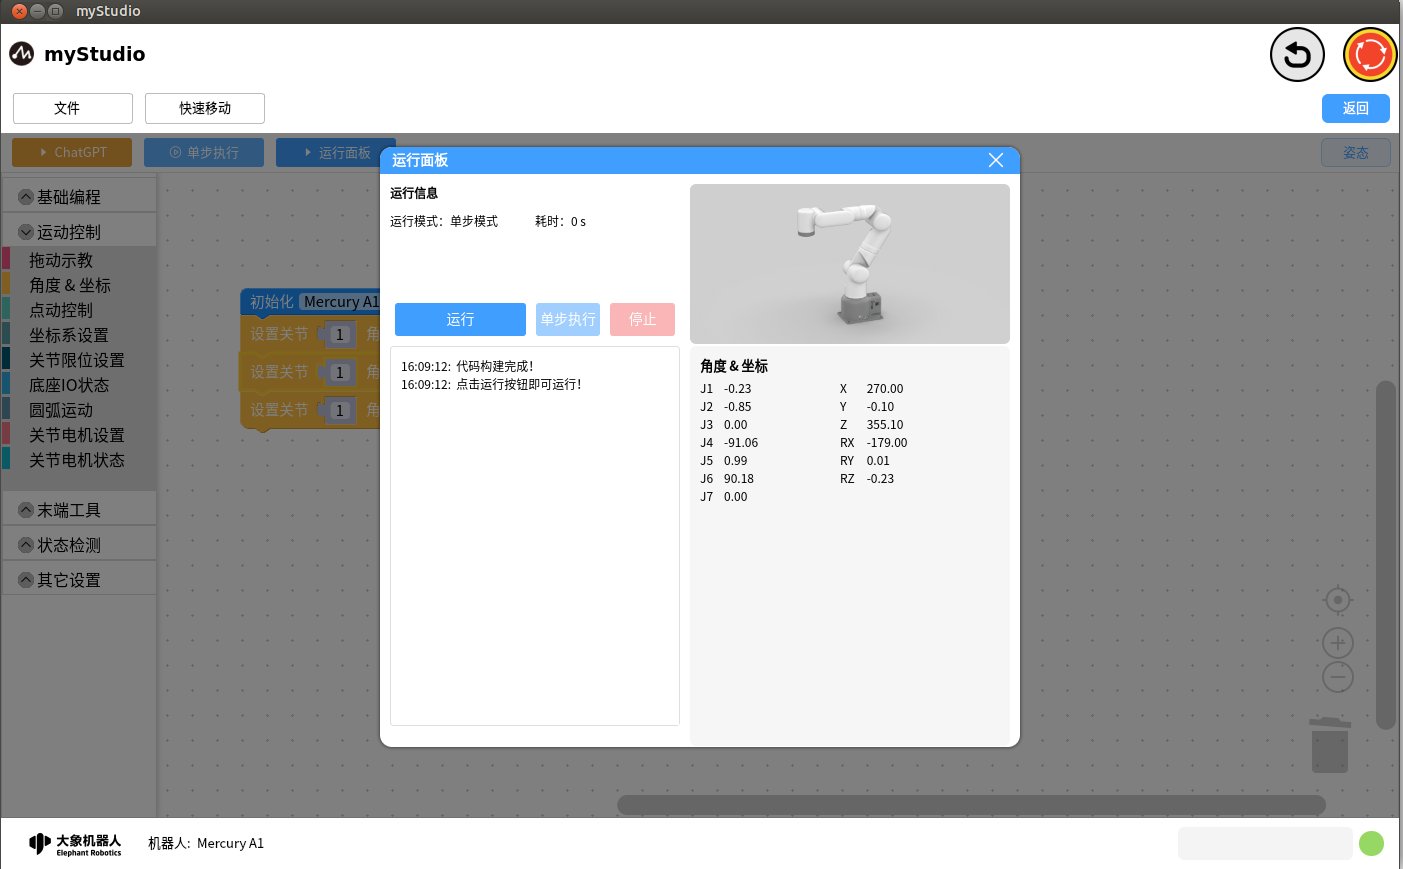 myStudio
myStudio
文件
快速移动
返回
ChatGPT
单步执行
运行面板
姿态
基础编程
运动控制
拖动示教
角度 & 坐标
点动控制
坐标系设置
关节限位设置
底座IO状态
圆弧运动
关节电机设置
关节电机状态
末端工具
状态检测
其它设置
初始化 Mercury A1
设置关节 1 角
设置关节 1 角
设置关节 1 角
运行面板
运行信息
运行模式：单步模式 耗时：0 s
运行 单步执行 停止
16:09:12: 代码构建完成！
16:09:12: 点击运行按钮即可运行！
角度 & 坐标
J1 -0.23 X 270.00
J2 -0.85 Y -0.10
J3 0.00 Z 355.10
J4 -91.06 RX -179.00
J5 0.99 RY 0.01
J6 90.18 RZ -0.23
J7 0.00
大象机器人
Elephant Robotics
机器人: Mercury A1